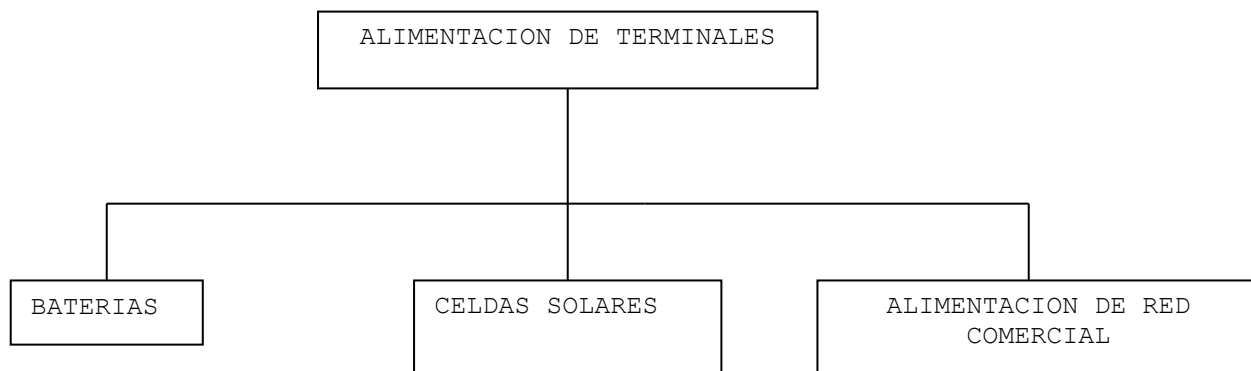 ALIMENTACION DE TERMINALES
BATERIAS
CELDAS SOLARES
ALIMENTACION DE RED
COMERCIAL